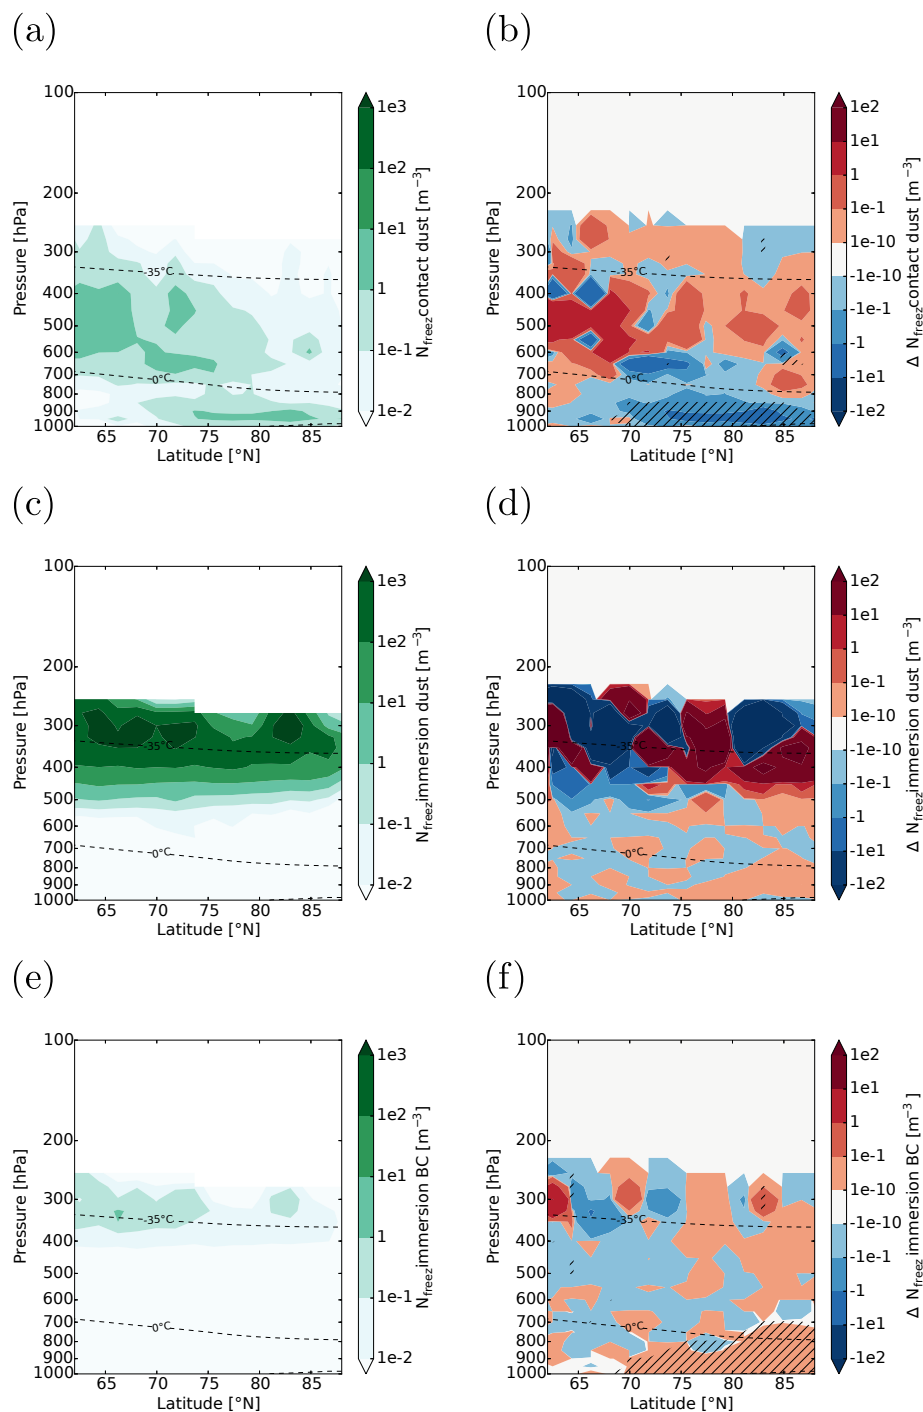 (a)
(b)
100
200
300
400
500
600
700
800
900
1000
Pressure [hPa]
65 70 75 80 85
Latitude [°N]
-35°C
0°C
1e3
1e2
1e1
1
1e-1
1e-2
N_freez contact dust [m⁻³]
100
200
300
400
500
600
700
800
900
1000
Pressure [hPa]
65 70 75 80 85
Latitude [°N]
-35°C
0°C
1e2
1e1
1
1e-1
1e-10
-1e-10
-1e-1
-1
-1e1
-1e2
Δ N_freez contact dust [m⁻³]
(c)
(d)
100
200
300
400
500
600
700
800
900
1000
Pressure [hPa]
65 70 75 80 85
Latitude [°N]
-35°C
0°C
1e3
1e2
1e1
1
1e-1
1e-2
N_freez immersion dust [m⁻³]
100
200
300
400
500
600
700
800
900
1000
Pressure [hPa]
65 70 75 80 85
Latitude [°N]
-35°C
0°C
1e2
1e1
1
1e-1
1e-10
-1e-10
-1e-1
-1
-1e1
-1e2
Δ N_freez immersion dust [m⁻³]
(e)
(f)
100
200
300
400
500
600
700
800
900
1000
Pressure [hPa]
65 70 75 80 85
Latitude [°N]
-35°C
0°C
1e3
1e2
1e1
1
1e-1
1e-2
N_freez immersion BC [m⁻³]
100
200
300
400
500
600
700
800
900
1000
Pressure [hPa]
65 70 75 80 85
Latitude [°N]
-35°C
0°C
1e2
1e1
1
1e-1
1e-10
-1e-10
-1e-1
-1
-1e1
-1e2
Δ N_freez immersion BC [m⁻³]